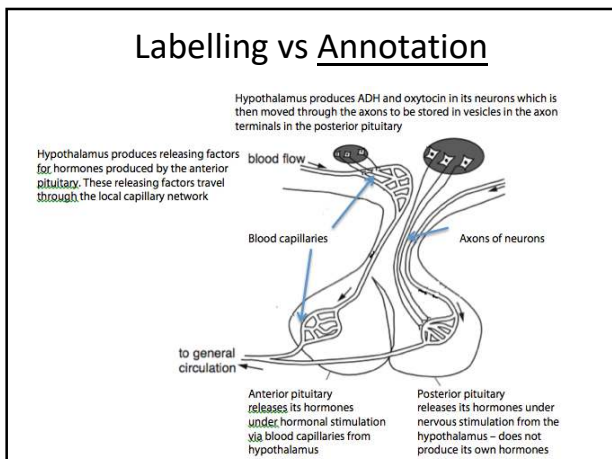 Labelling vs Annotation
Hypothalamus produces ADH and oxytocin in its neurons which is
then moved through the axons to be stored in vesicles in the axon
terminals in the posterior pituitary
Hypothalamus produces releasing factors
for hormones produced by the anterior
pituitary. These releasing factors travel
through the local capillary network
blood flow
Blood capillaries
Axons of neurons
to general
circulation
Anterior pituitary
releases its hormones
under hormonal stimulation
via blood capillaries from
hypothalamus
Posterior pituitary
releases its hormones under
nervous stimulation from the
hypothalamus – does not
produce its own hormones